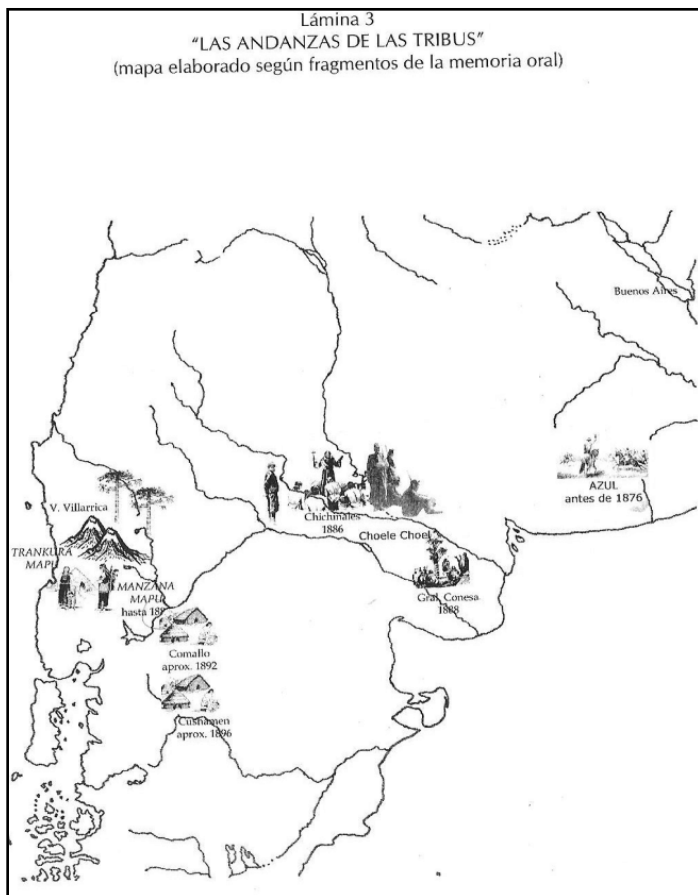 Lámina 3
“LAS ANDANZAS DE LAS TRIBUS”
(mapa elaborado según fragmentos de la memoria oral)
Buenos Aires
AZUL
antes de 1876
V. Villarrica
Chichinales
1886
Choele Choel
TRANKURA
MAPU
MANZANA
MAPU
hasta
Gral. Conesa
1888
Comallo
aprox. 1892
Cushamen
aprox. 1896